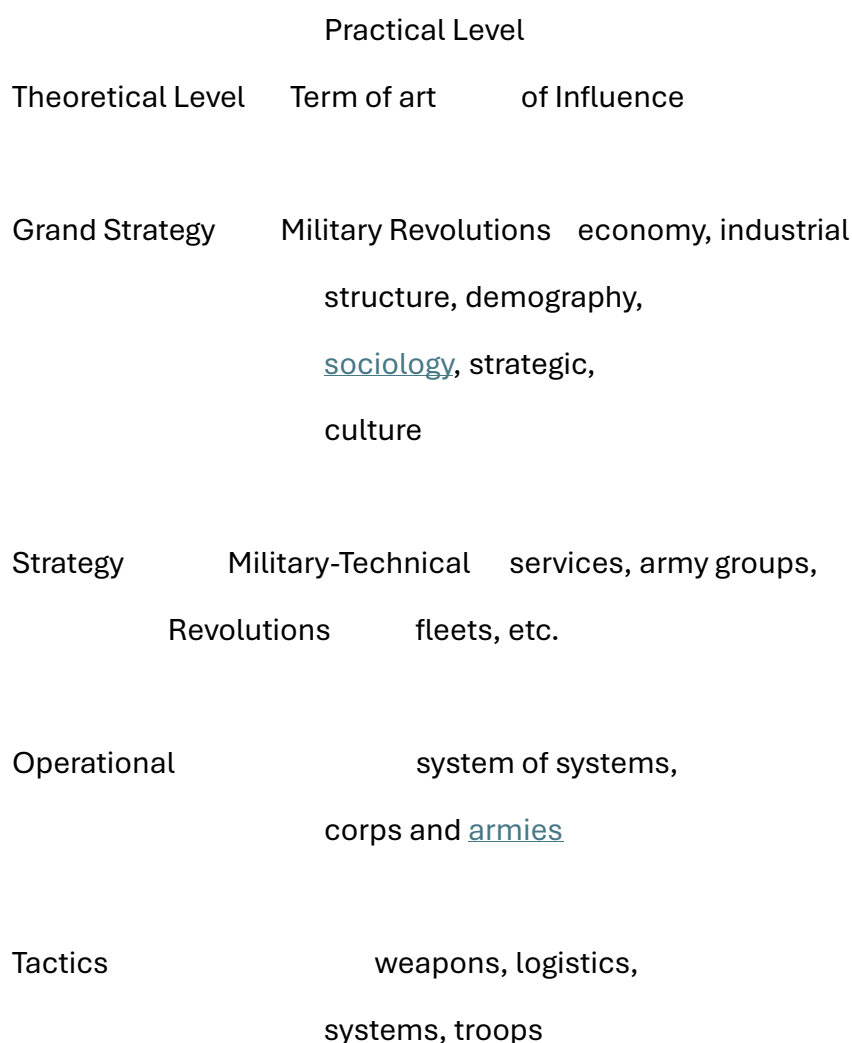 Practical Level
Theoretical Level Term of art of Influence
Grand Strategy Military Revolutions economy, industrial
structure, demography,
sociology, strategic,
culture
Strategy Military-Technical services, army groups,
Revolutions fleets, etc.
Operational system of systems,
corps and armies
Tactics weapons, logistics,
systems, troops